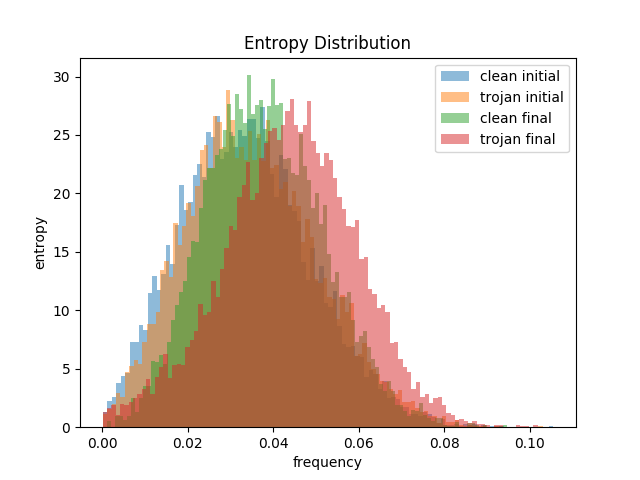 Entropy Distribution
clean initial
trojan initial
clean final
trojan final
30
25
20
15
10
5
0
entropy
0.00 0.02 0.04 0.06 0.08 0.10
frequency